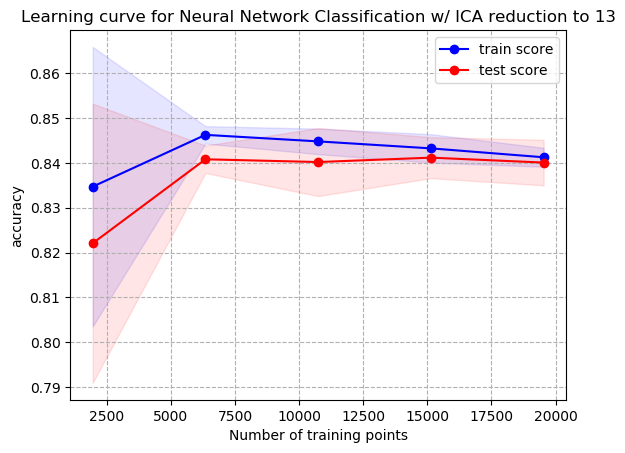 Learning curve for Neural Network Classification w/ ICA reduction to 13
train score
test score
0.86
0.85
0.84
0.83
0.82
0.81
0.80
0.79
accuracy
2500 5000 7500 10000 12500 15000 17500 20000
Number of training points